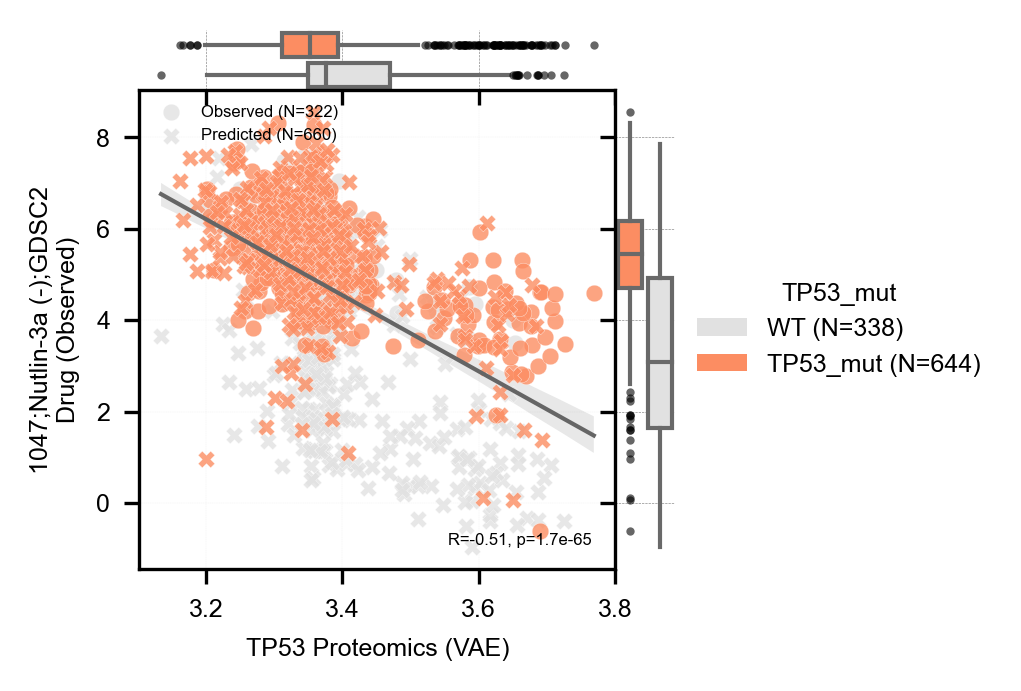 Observed (N=322)
Predicted (N=660)
8
6
4
2
0
1047;Nutlin-3a (-);GDSC2
Drug (Observed)
R=-0.51, p=1.7e-65
3.2
3.4
3.6
3.8
TP53 Proteomics (VAE)
TP53_mut
WT (N=338)
TP53_mut (N=644)